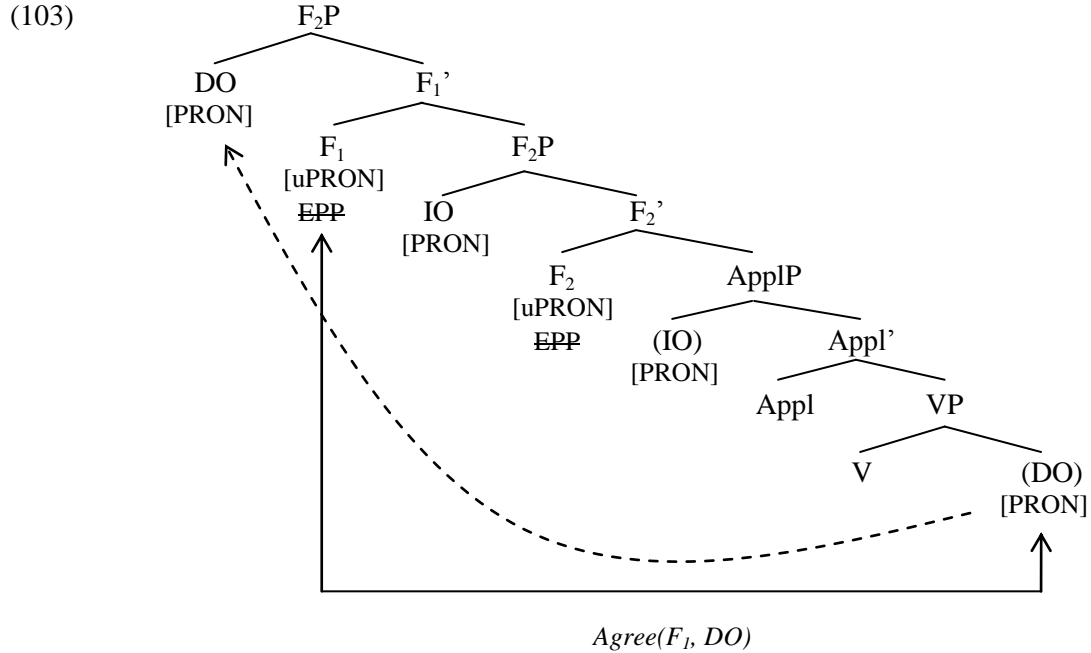 (103)
F₂P
DO
F₁’
[PRON]
F₁
F₂P
[uPRON]
EPP
IO
F₂’
[PRON]
F₂
ApplP
[uPRON]
EPP
(IO)
Appl’
[PRON]
Appl
VP
V
(DO)
[PRON]
Agree(F₁, DO)